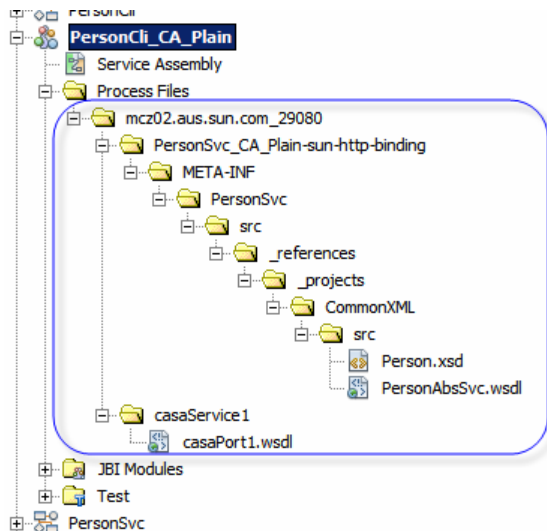 PersonCli
PersonCli_CA_Plain
Service Assembly
Process Files
mcz02.aus.sun.com_29080
PersonSvc_CA_Plain-sun-http-binding
META-INF
PersonSvc
src
_references
_projects
CommonXML
src
Person.xsd
PersonAbsSvc.wsdl
casaService1
casaPort1.wsdl
JBI Modules
Test
PersonSvc